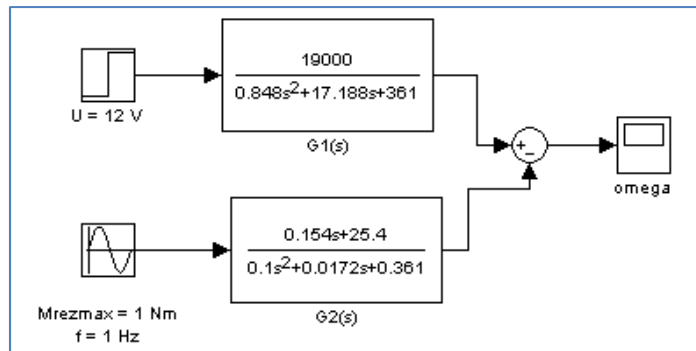 19000
0.848s²+17.188s+361
U = 12 V
G1(s)
+
−
omega
0.154s+25.4
0.1s²+0.0172s+0.361
Mrezmax = 1 Nm
f = 1 Hz
G2(s)